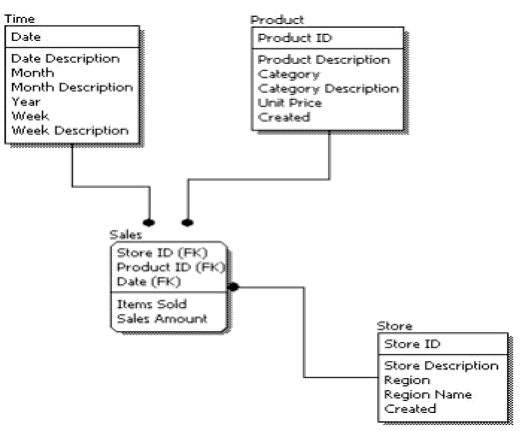 Time
Date
Date Description
Month
Month Description
Year
Week
Week Description
Product
Product ID
Product Description
Category
Category Description
Unit Price
Created
Sales
Store ID (FK)
Product ID (FK)
Date (FK)
Items Sold
Sales Amount
Store
Store ID
Store Description
Region
Region Name
Created